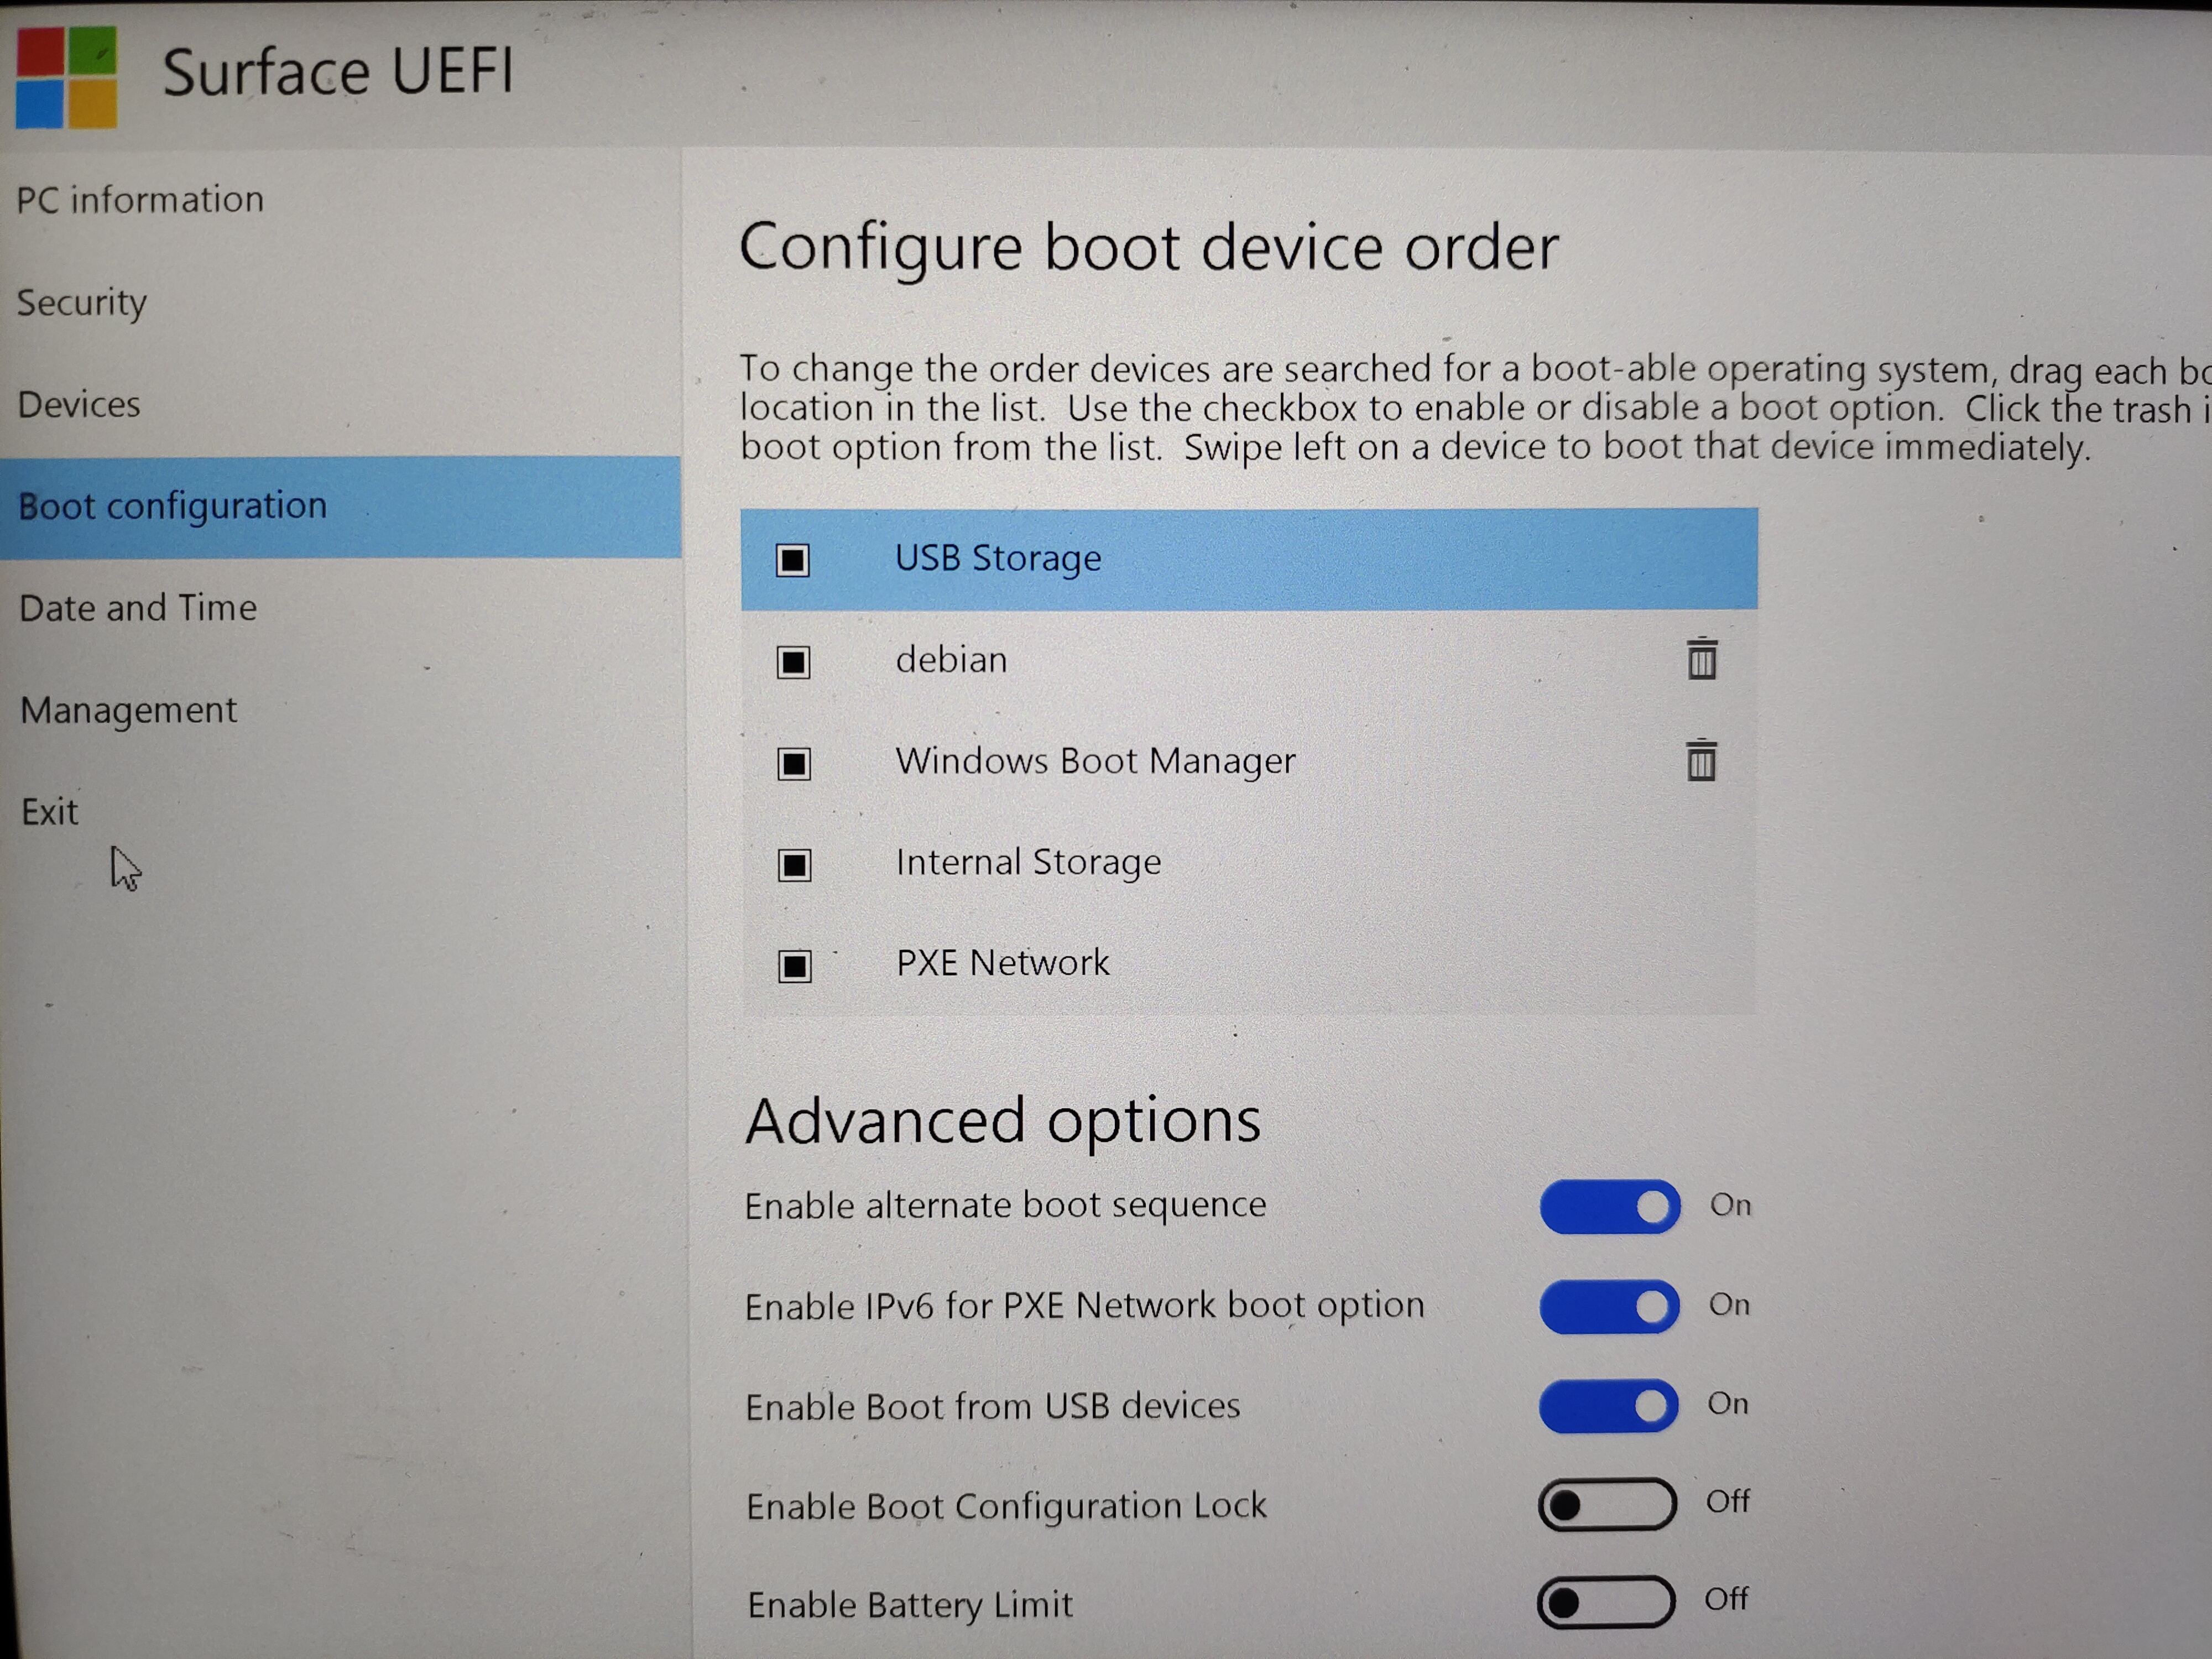 Surface UEFI
PC information
Security
Devices
Boot configuration
Date and Time
Management
Exit
Configure boot device order
To change the order devices are searched for a boot-able operating system, drag each
location in the list.  Use the checkbox to enable or disable a boot option.  Click the trash
boot option from the list.  Swipe left on a device to boot that device immediately.
USB Storage
debian
Windows Boot Manager
Internal Storage
PXE Network
Advanced options
Enable alternate boot sequence On
Enable IPv6 for PXE Network boot option On
Enable Boot from USB devices On
Enable Boot Configuration Lock Off
Enable Battery Limit Off